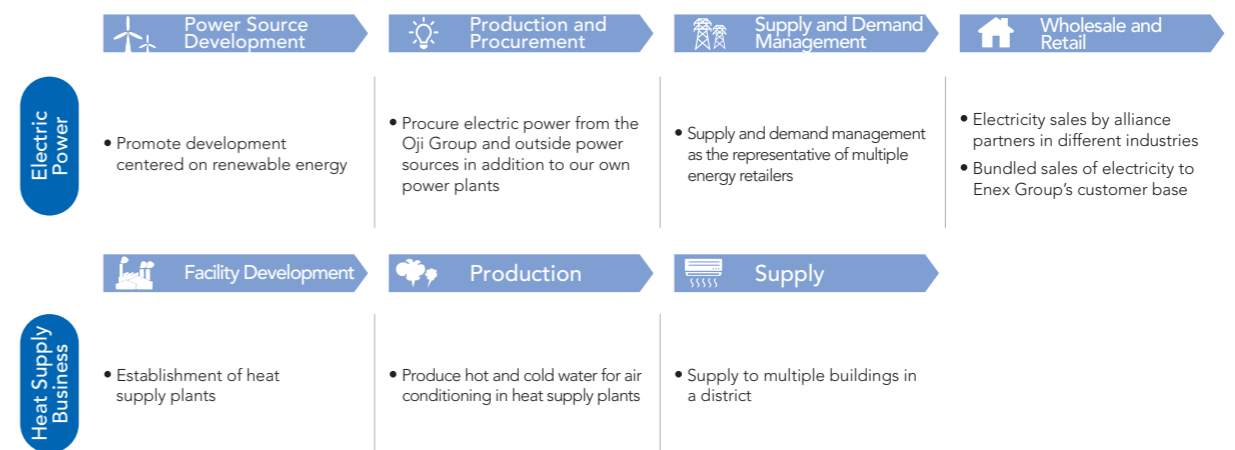 Power Source
Development
Production and
Procurement
Supply and Demand
Management
Wholesale and
Retail
Electric
Power
• Promote development
centered on renewable energy
• Procure electric power from the
Oji Group and outside power
sources in addition to our own
power plants
• Supply and demand management
as the representative of multiple
energy retailers
• Electricity sales by alliance
partners in different industries
• Bundled sales of electricity to
Enex Group’s customer base
Facility Development
Production
Supply
Heat Supply
Business
• Establishment of heat
supply plants
• Produce hot and cold water for air
conditioning in heat supply plants
• Supply to multiple buildings in
a district